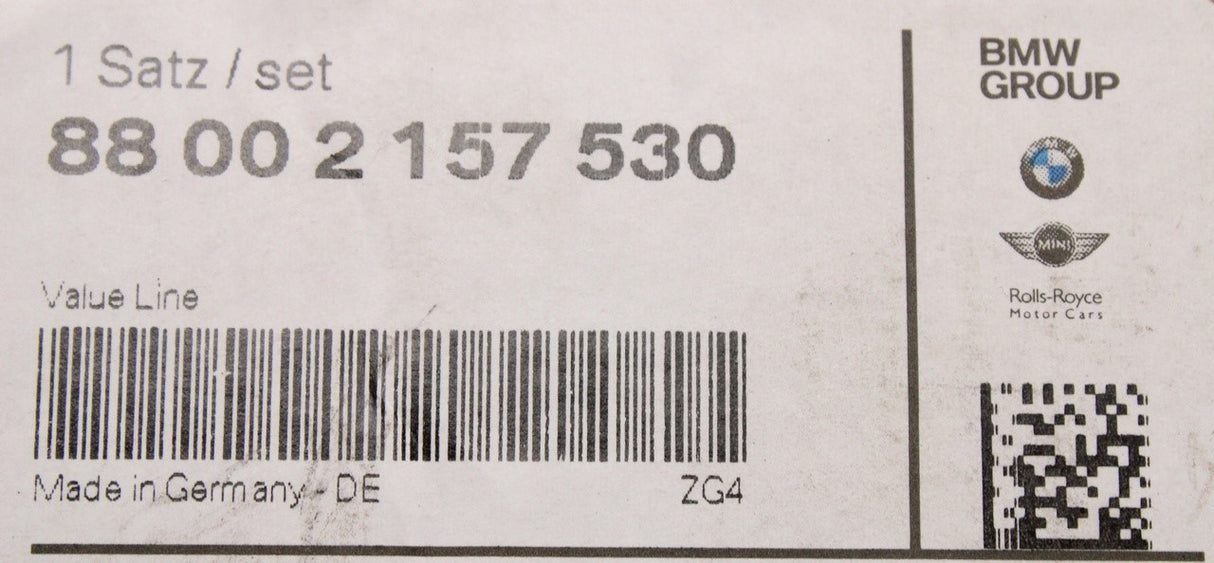 1 Satz / set
88 00 2 157 530
Value Line
Made in Germany - DE
ZG4
BMW
GROUP
BMW
MINI
Rolls-Royce
Motor Cars